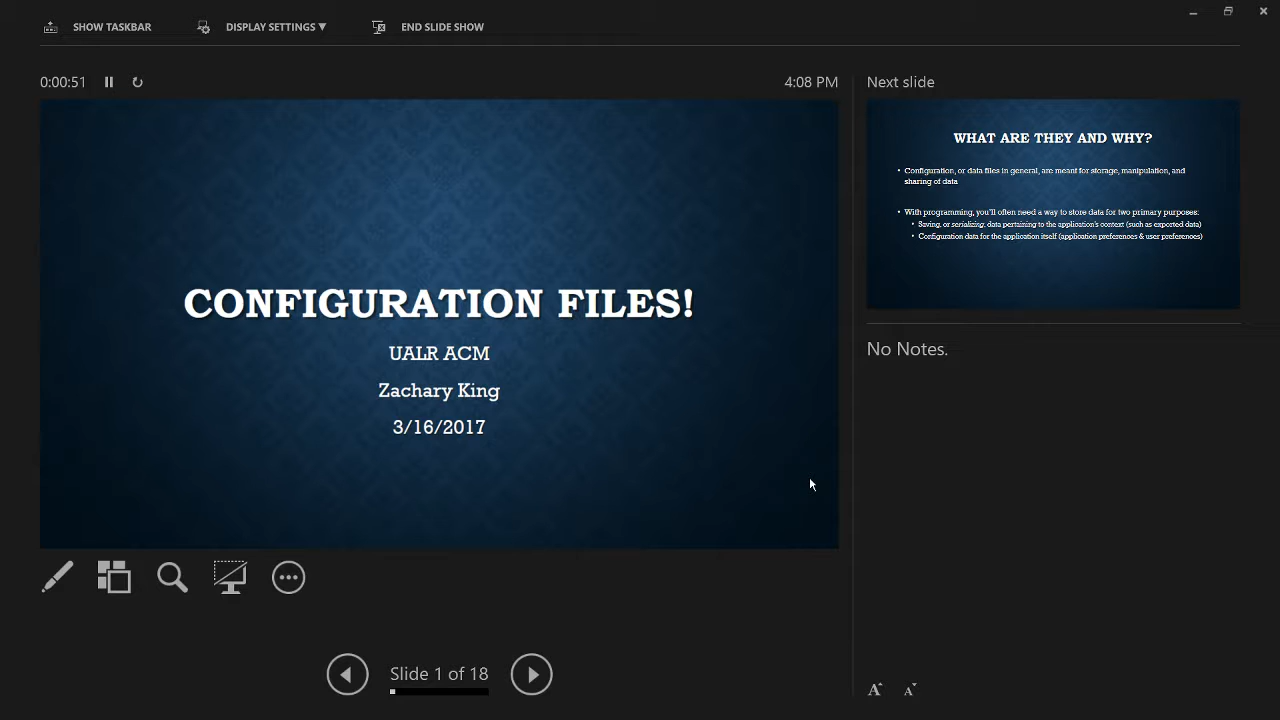 SHOW TASKBAR
DISPLAY SETTINGS ▼
END SLIDE SHOW
0:00:51
4:08 PM
CONFIGURATION FILES!
UALR ACM
Zachary King
3/16/2017
Slide 1 of 18
Next slide
WHAT ARE THEY AND WHY?
• Configuration, or data files in general, are meant for storage, manipulation, and
sharing of data
• With programming, you'll often need a way to store data for two primary purposes:
• Saving, or serializing, data pertaining to the application's context (such as exported data)
• Configuration data for the application itself (application preferences & user preferences)
No Notes.
A A